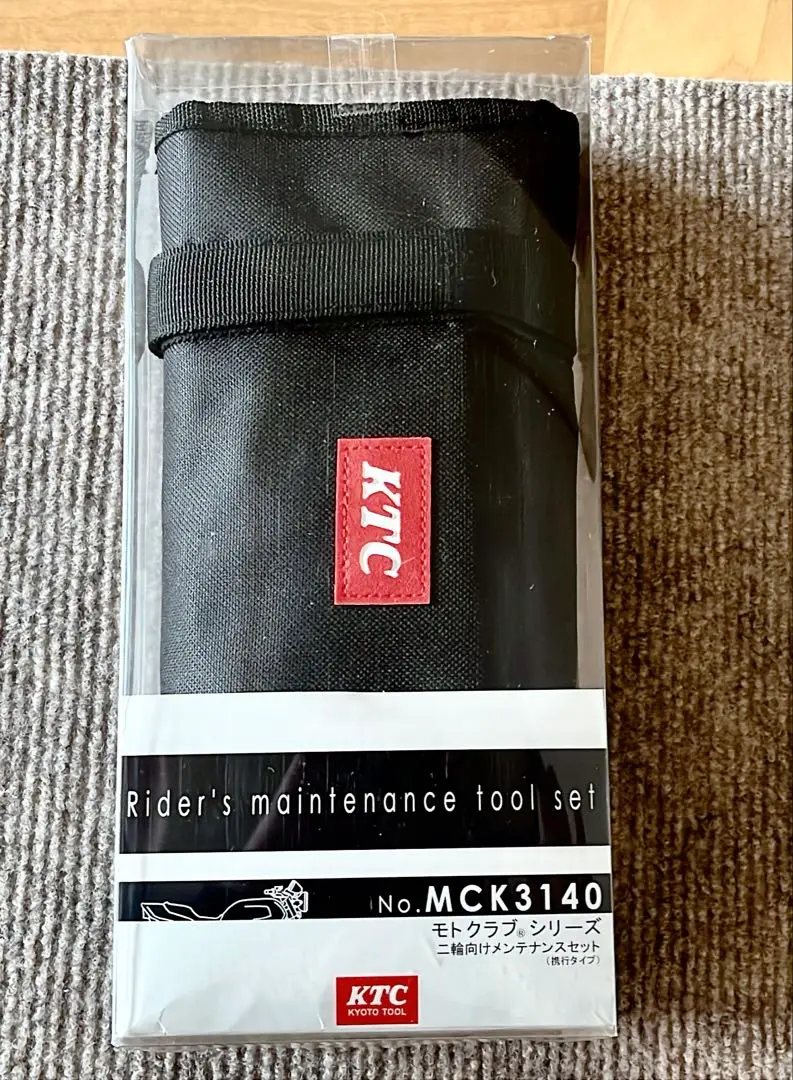 KTC
Rider's maintenance tool set
No.MCK3140
モトクラブ®シリーズ
二輪向けメンテナンスセット
(携行タイプ)
KTC
KYOTO TOOL